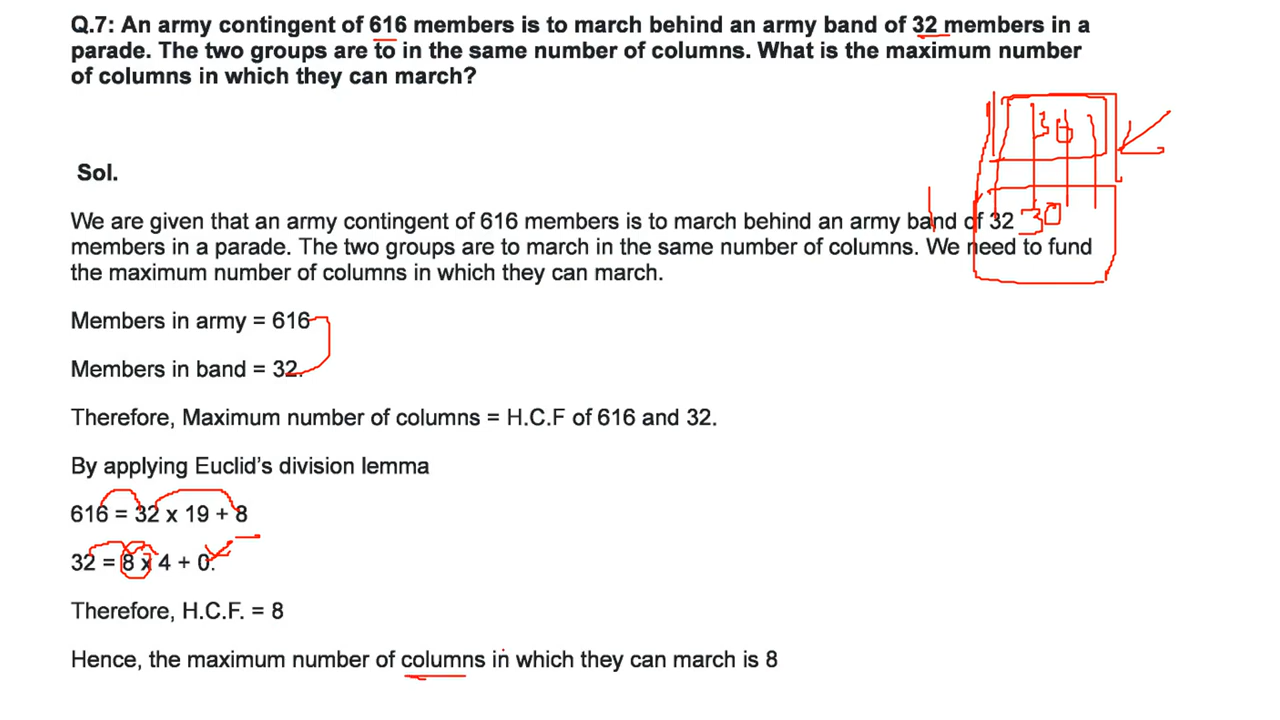 Q.7: An army contingent of 616 members is to march behind an army band of 32 members in a
parade. The two groups are to in the same number of columns. What is the maximum number
of columns in which they can march?
30
Sol.
We are given that an army contingent of 616 members is to march behind an army band of 32
30
members in a parade. The two groups are to march in the same number of columns. We need to fund
the maximum number of columns in which they can march.
Members in army = 616
Members in band = 32.
Therefore, Maximum number of columns = H.C.F of 616 and 32.
By applying Euclid’s division lemma
616 = 32 x 19 + 8
32 = 8 x 4 + 0.
Therefore, H.C.F. = 8
Hence, the maximum number of columns in which they can march is 8